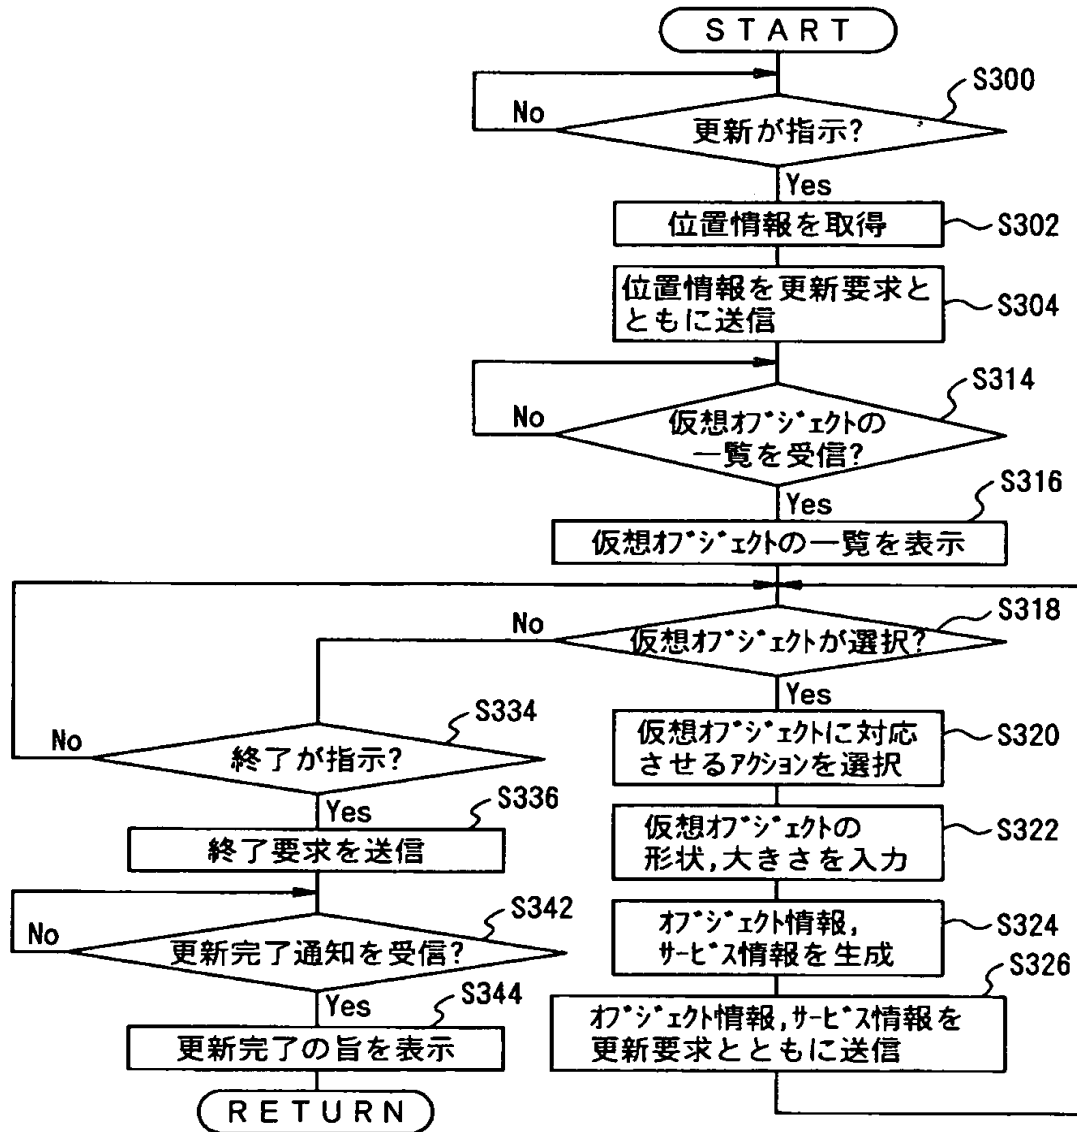 START
S300
No
更新が指示?
Yes
位置情報を取得
S302
位置情報を更新要求と
ともに送信
S304
S314
No
仮想ｵﾌﾞｼﾞｪｸﾄの
一覧を受信?
Yes
S316
仮想ｵﾌﾞｼﾞｪｸﾄの一覧を表示
S318
No
仮想ｵﾌﾞｼﾞｪｸﾄが選択?
Yes
仮想ｵﾌﾞｼﾞｪｸﾄに対応
させるｱｸｼｮﾝを選択
S320
仮想ｵﾌﾞｼﾞｪｸﾄの
形状,大きさを入力
S322
ｵﾌﾞｼﾞｪｸﾄ情報,
ｻｰﾋﾞｽ情報を生成
S324
S326
ｵﾌﾞｼﾞｪｸﾄ情報,ｻｰﾋﾞｽ情報を
更新要求とともに送信
S334
No
終了が指示?
Yes
S336
終了要求を送信
S342
No
更新完了通知を受信?
Yes
S344
更新完了の旨を表示
RETURN